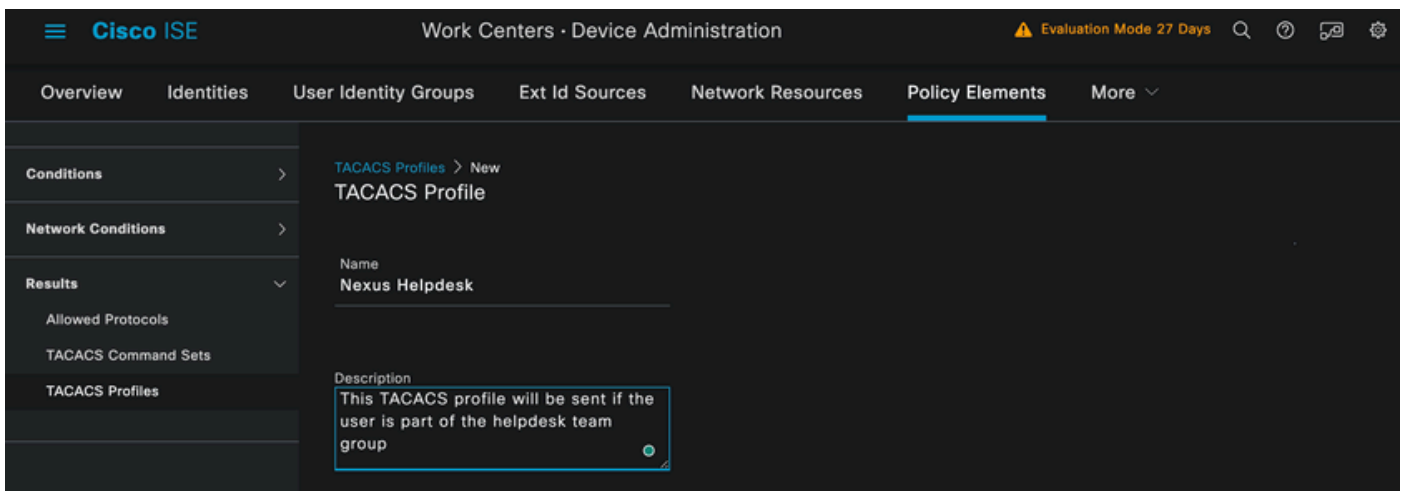 Cisco ISE
Work Centers · Device Administration
Evaluation Mode 27 Days
Overview
Identities
User Identity Groups
Ext Id Sources
Network Resources
Policy Elements
More
Conditions
Network Conditions
Results
Allowed Protocols
TACACS Command Sets
TACACS Profiles
TACACS Profiles > New
TACACS Profile
Name
Nexus Helpdesk
Description
This TACACS profile will be sent if the
user is part of the helpdesk team
group